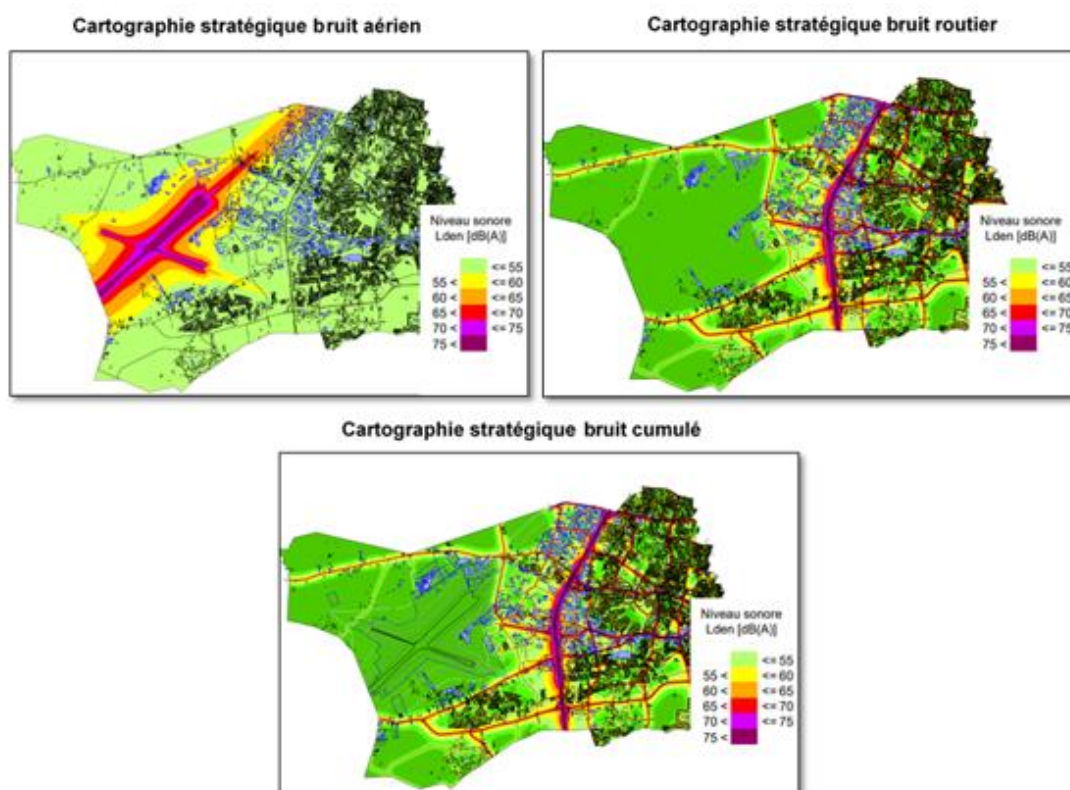 Cartographie stratégique bruit aérien
Niveau sonore
Lden [dB(A)]
<= 55
55 < <= 60
60 < <= 65
65 < <= 70
70 < <= 75
75 <
Cartographie stratégique bruit routier
Niveau sonore
Lden [dB(A)]
<= 55
55 < <= 60
60 < <= 65
65 < <= 70
70 < <= 75
75 <
Cartographie stratégique bruit cumulé
Niveau sonore
Lden [dB(A)]
<= 55
55 < <= 60
60 < <= 65
65 < <= 70
70 < <= 75
75 <